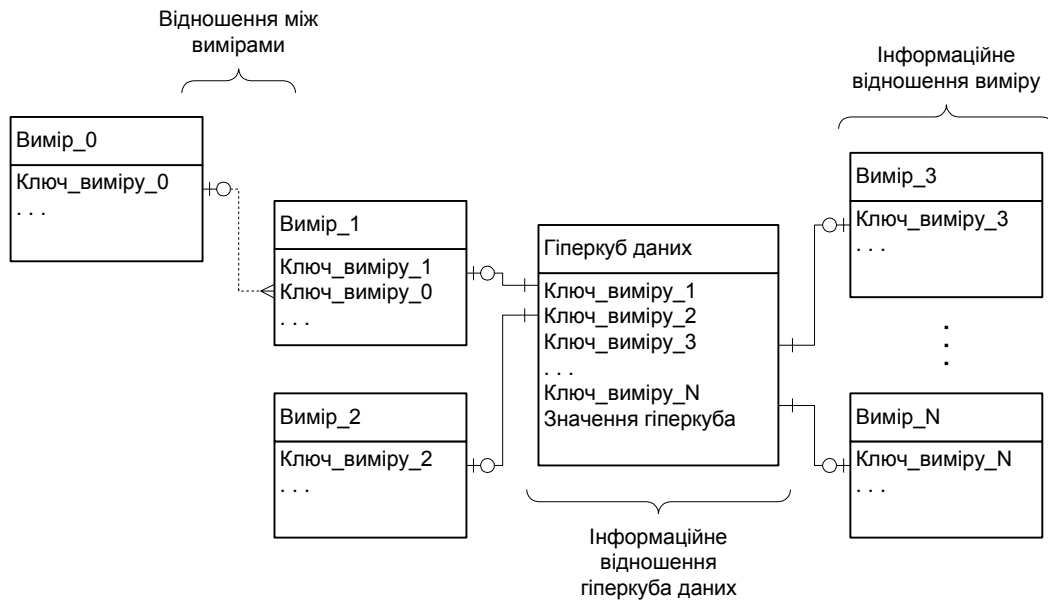 Відношення між
вимірами
Інформаційне
відношення виміру
Вимір_0
Ключ_виміру_0
. . .
Вимір_1
Ключ_виміру_1
Ключ_виміру_0
. . .
Вимір_2
Ключ_виміру_2
. . .
Гіперкуб даних
Ключ_виміру_1
Ключ_виміру_2
Ключ_виміру_3
. . .
Ключ_виміру_N
Значення гіперкуба
Вимір_3
Ключ_виміру_3
. . .
. . .
Вимір_N
Ключ_виміру_N
. . .
Інформаційне
відношення
гіперкуба даних